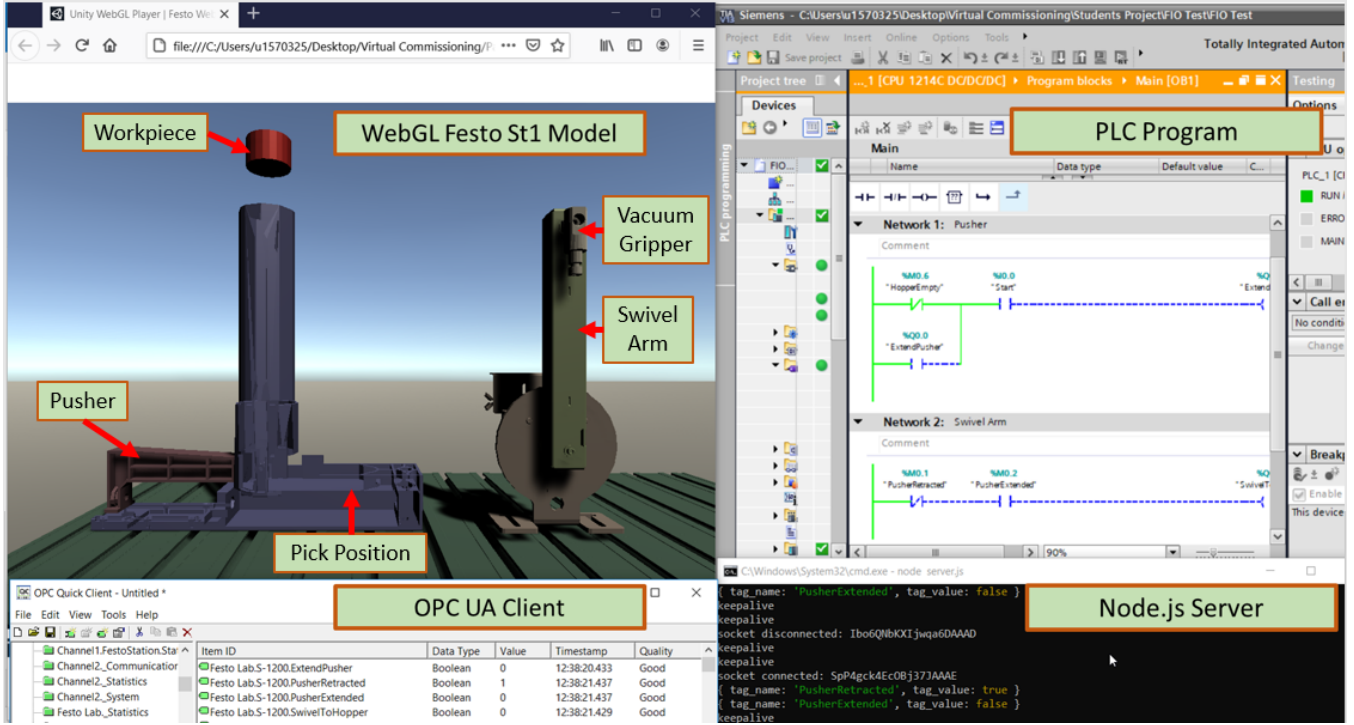 Unity WebGL Player | Festo We
file:///C:/Users/u1570325/Desktop/Virtual Commissioning/P
Workpiece
WebGL Festo St1 Model
Vacuum
Gripper
Swivel
Arm
Pusher
Pick Position
Siemens - C:\Users\u1570325\Desktop\Virtual Commissioning\Students Project\FIO Test\FIO Test
Project Edit View Insert Online Options Tools
Totally Integrated Autom
Save project
Project tree
..._1 [CPU 1214C DC/DC/DC] Program blocks Main [OB1]
Testing
Devices
Options
PLC Program
PLC programming
Main
Name Data type Default value C...
FIO...
PLC_1 [CP
RUN /
ERRO
MAIN
Network 1: Pusher
Comment
%M0.6 %I0.0 %Q
"HopperEmpty" "Start" "Extend
%Q0.0
"ExtendPusher"
Call en
No conditi
Change
Network 2: Swivel Arm
Comment
%M0.1 %M0.2 %Q
"PusherRetracted" "PusherExtended" "SwivelT
Breakp
Enable
This device
90%
OPC Quick Client - Untitled *
OPC UA Client
File Edit View Tools Help
Channel1.FestoStation.Stat
Channel2._Communication
Channel2._Statistics
Channel2._System
Festo Lab._Statistics
Item ID Data Type Value Timestamp Quality
Festo Lab.S-1200.ExtendPusher Boolean 0 12:38:20.433 Good
Festo Lab.S-1200.PusherRetracted Boolean 1 12:38:21.437 Good
Festo Lab.S-1200.PusherExtended Boolean 0 12:38:21.437 Good
Festo Lab.S-1200.SwivelToHopper Boolean 0 12:38:21.429 Good
C:\Windows\System32\cmd.exe - node server.js
Node.js Server
{ tag_name: 'PusherExtended', tag_value: false }
keepalive
keepalive
socket disconnected: Ibo6QNbKXIjwqa6DAAAD
keepalive
keepalive
socket connected: SpP4gck4EcOBj37JAAAE
{ tag_name: 'PusherRetracted', tag_value: true }
{ tag_name: 'PusherExtended', tag_value: false }
keepalive